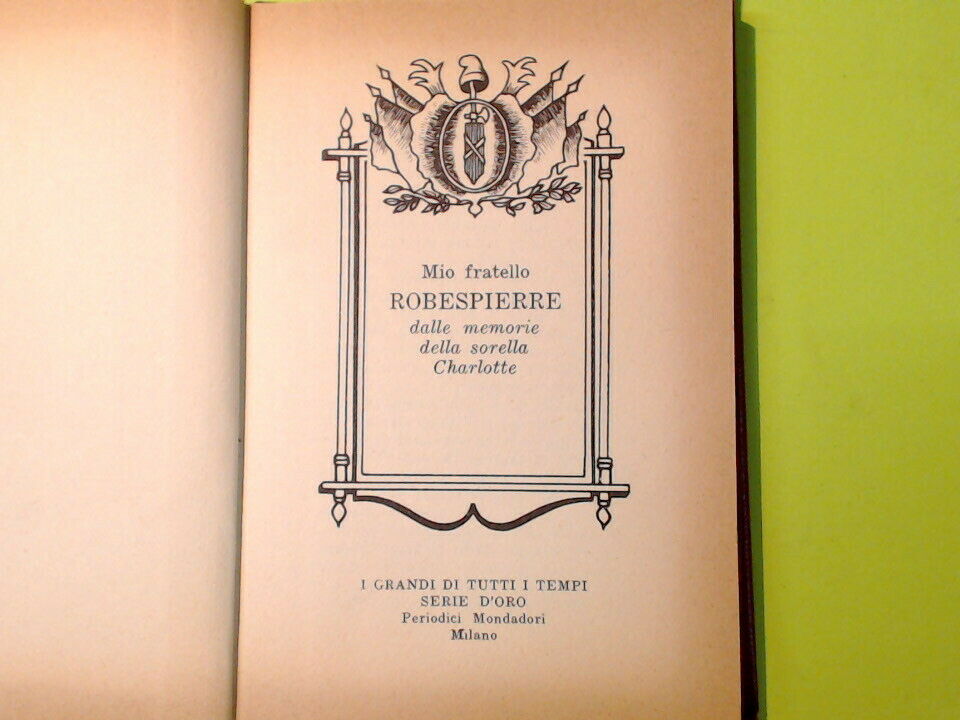 Mio fratello
ROBESPIERRE
dalle memorie
della sorella
Charlotte
I GRANDI DI TUTTI I TEMPI
SERIE D'ORO
Periodici Mondadori
Milano